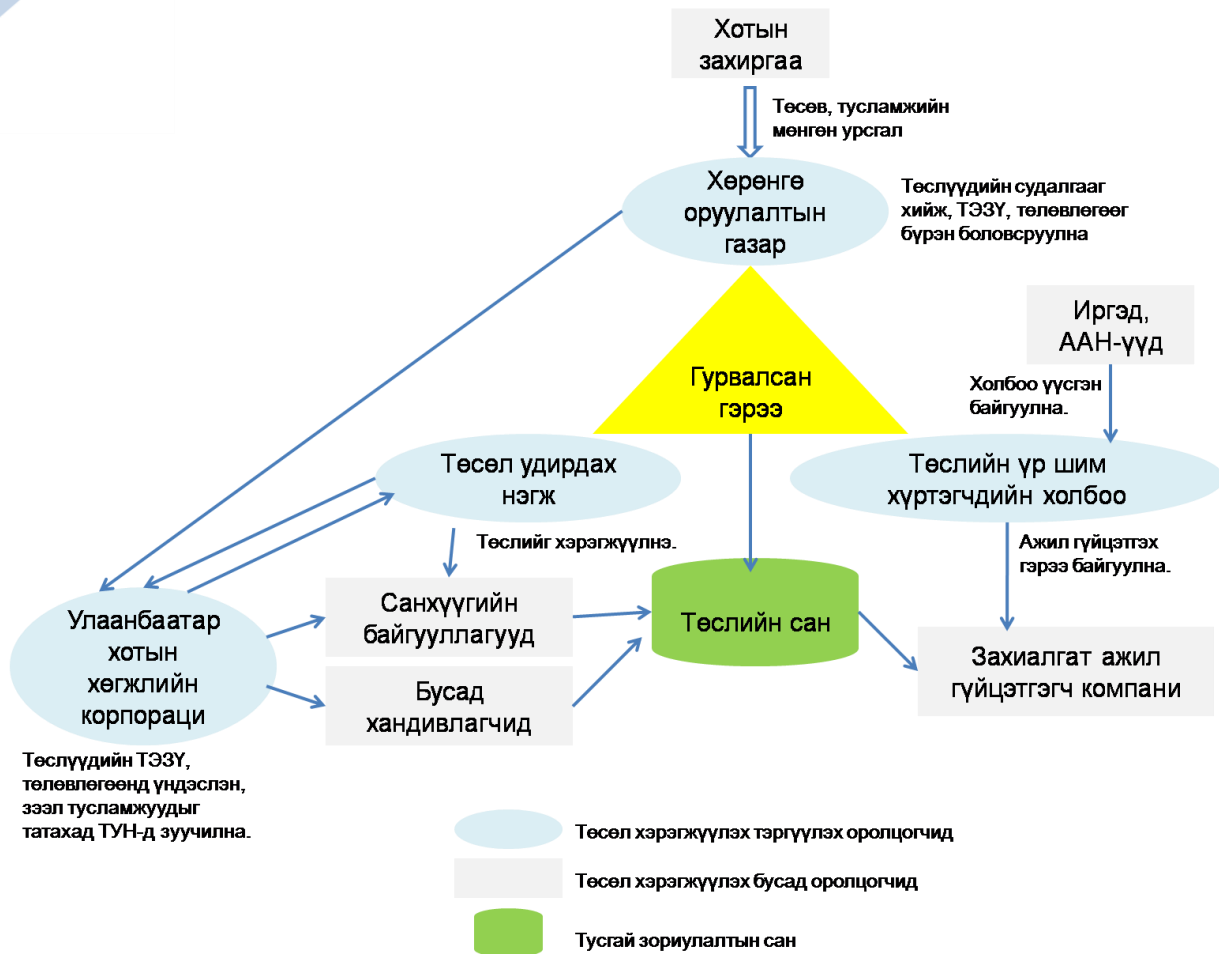 Хотын
захиргаа
Төсөв, тусламжийн
мөнгөн урсгал
Хөрөнгө
оруулалтын
газар
Төслүүдийн судалгааг
хийж, ТЭЗҮ, төлөвлөгөөг
бүрэн боловсруулна
Иргэд,
ААН-үүд
Гурвалсан
гэрээ
Холбоо үүсгэн
байгуулна.
Төсөл удирдах
нэгж
Төслийн үр шим
хүртэгчдийн холбоо
Төслийг хэрэгжүүлнэ.
Ажил гүйцэтгэх
гэрээ байгуулна.
Улаанбаатар
хотын
хөгжлийн
корпораци
Санхүүгийн
байгууллагууд
Төслийн сан
Бусад
хандивлагчид
Захиалгат ажил
гүйцэтгэгч компани
Төслүүдийн ТЭЗҮ,
төлөвлөгөөнд үндэслэн,
зээл тусламжуудыг
татахад ТУН-д зуучилна.
Төсөл хэрэгжүүлэх тэргүүлэх оролцогчид
Төсөл хэрэгжүүлэх бусад оролцогчид
Тусгай зориулалтын сан